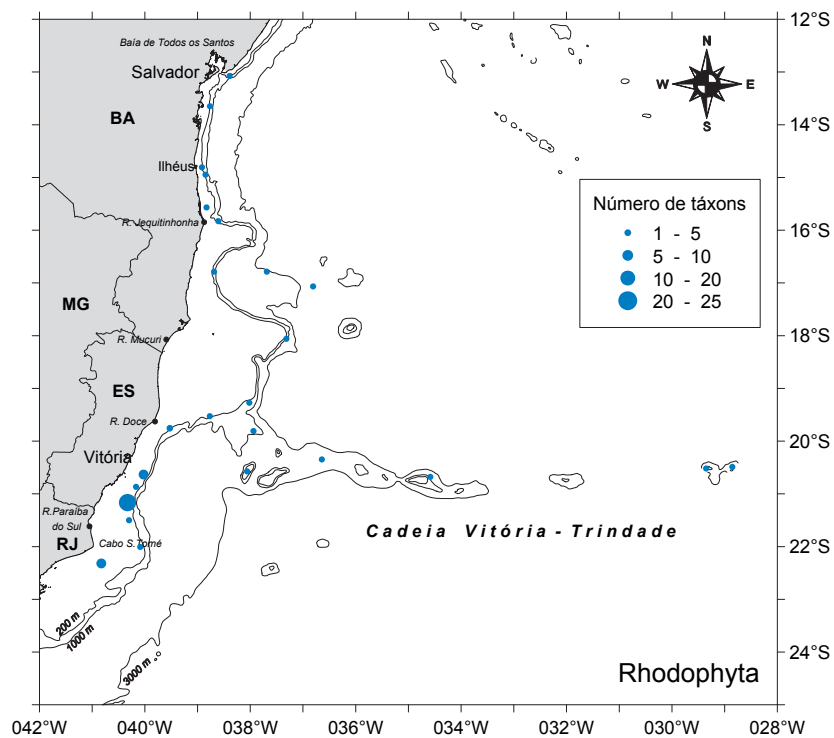 12°S
Baía de Todos os Santos
Salvador
N
W E
S
BA
14°S
Ilhéus
R. Jequitinhonha
16°S
Número de táxons
1 - 5
5 - 10
10 - 20
20 - 25
MG
R. Mucuri
18°S
ES
R. Doce
Vitória
20°S
R.Paraíba
do Sul
RJ
Cabo S.Tomé
Cadeia Vitória - Trindade
22°S
200 m
1000 m
3000 m
24°S
Rhodophyta
042°W 040°W 038°W 036°W 034°W 032°W 030°W 028°W